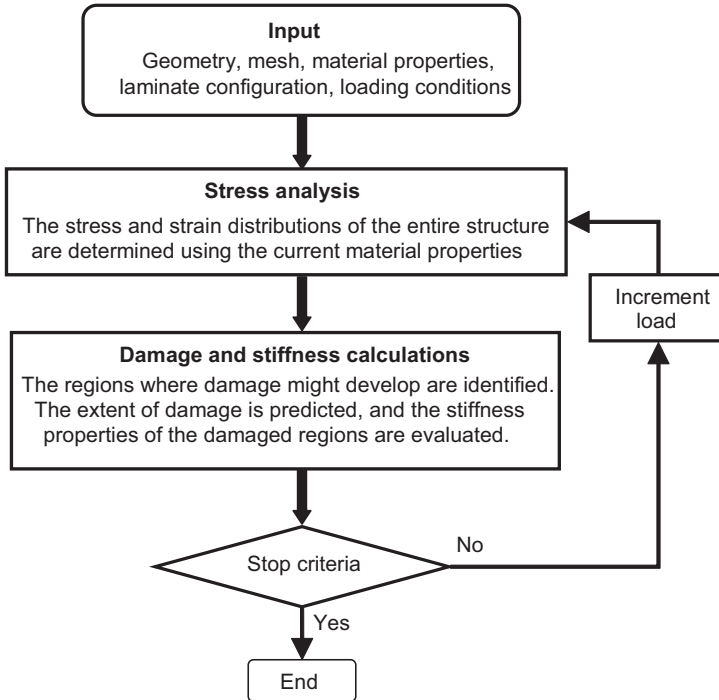 Input
Geometry, mesh, material properties,
laminate configuration, loading conditions
Stress analysis
The stress and strain distributions of the entire structure
are determined using the current material properties
Increment
load
Damage and stiffness calculations
The regions where damage might develop are identified.
The extent of damage is predicted, and the stiffness
properties of the damaged regions are evaluated.
Stop criteria
No
Yes
End